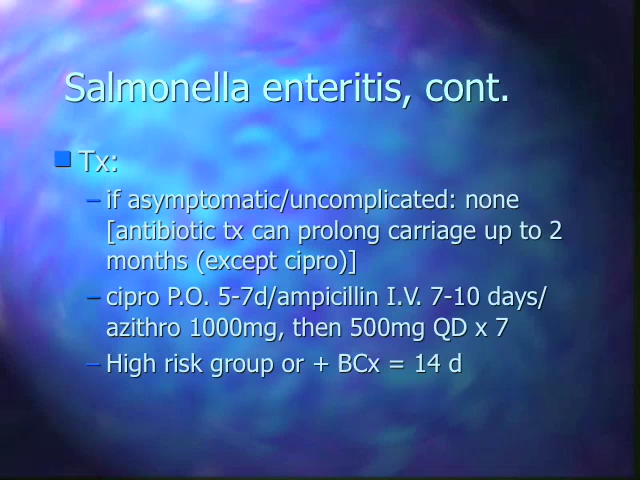 Salmonella enteritis, cont.
Tx:
– if asymptomatic/uncomplicated: none
[antibiotic tx can prolong carriage up to 2
months (except cipro)]
– cipro P.O. 5-7d/ampicillin I.V. 7-10 days/
azithro 1000mg, then 500mg QD x 7
– High risk group or + BCx = 14 d